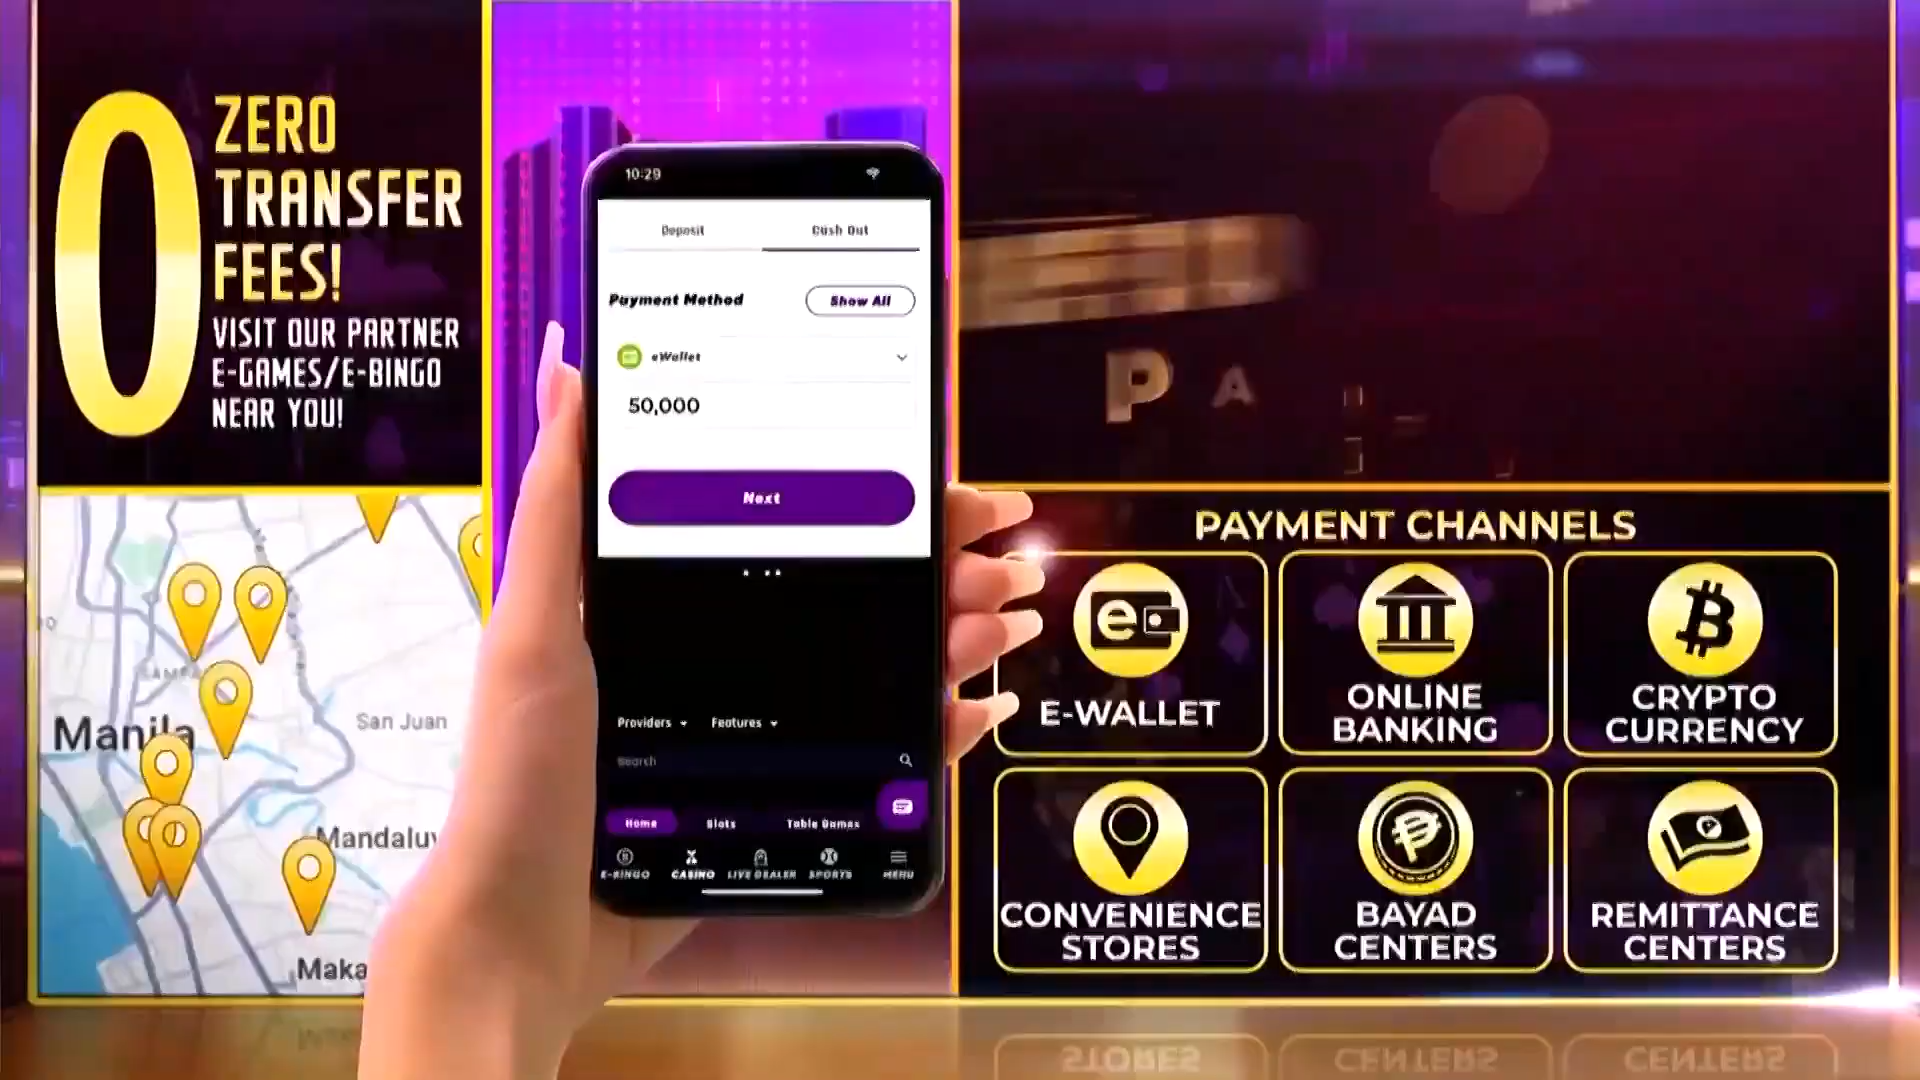 0
ZERO
TRANSFER
FEES!
VISIT OUR PARTNER
E-GAMES/E-BINGO
NEAR YOU!
Manila
San Juan
Mandaluy
Maka
10:29
Deposit
Cash Out
Payment Method
Show All
eWallet
50,000
Next
Providers
Features
Search
Home
Slots
Table Games
E-BINGO
CASINO
LIVE DEALER
SPORTS
MENU
P A
PAYMENT CHANNELS
E-WALLET
ONLINE
BANKING
CRYPTO
CURRENCY
CONVENIENCE
STORES
BAYAD
CENTERS
REMITTANCE
CENTERS